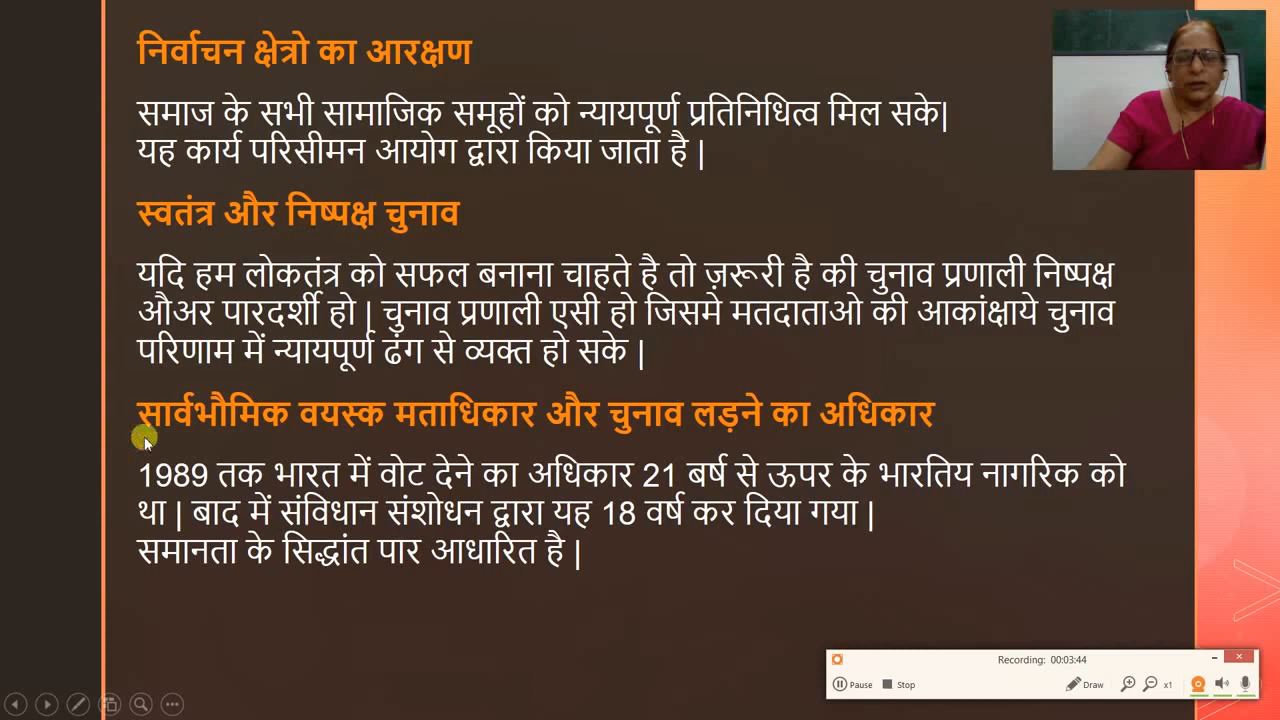 निर्वाचन क्षेत्रो का आरक्षण
समाज के सभी सामाजिक समूहों को न्यायपूर्ण प्रतिनिधित्व मिल सके|
यह कार्य परिसीमन आयोग द्वारा किया जाता है |
स्वतंत्र और निष्पक्ष चुनाव
यदि हम लोकतंत्र को सफल बनाना चाहते है तो ज़रूरी है की चुनाव प्रणाली निष्पक्ष
औअर पारदर्शी हो | चुनाव प्रणाली एसी हो जिसमे मतदाताओ की आकांक्षाये चुनाव
परिणाम में न्यायपूर्ण ढंग से व्यक्त हो सके |
सार्वभौमिक वयस्क मताधिकार और चुनाव लड़ने का अधिकार
1989 तक भारत में वोट देने का अधिकार 21 बर्ष से ऊपर के भारतिय नागरिक को
था | बाद में संविधान संशोधन द्वारा यह 18 वर्ष कर दिया गया |
समानता के सिद्धांत पार आधारित है |
Recording: 00:03:44
Pause Stop Draw x1